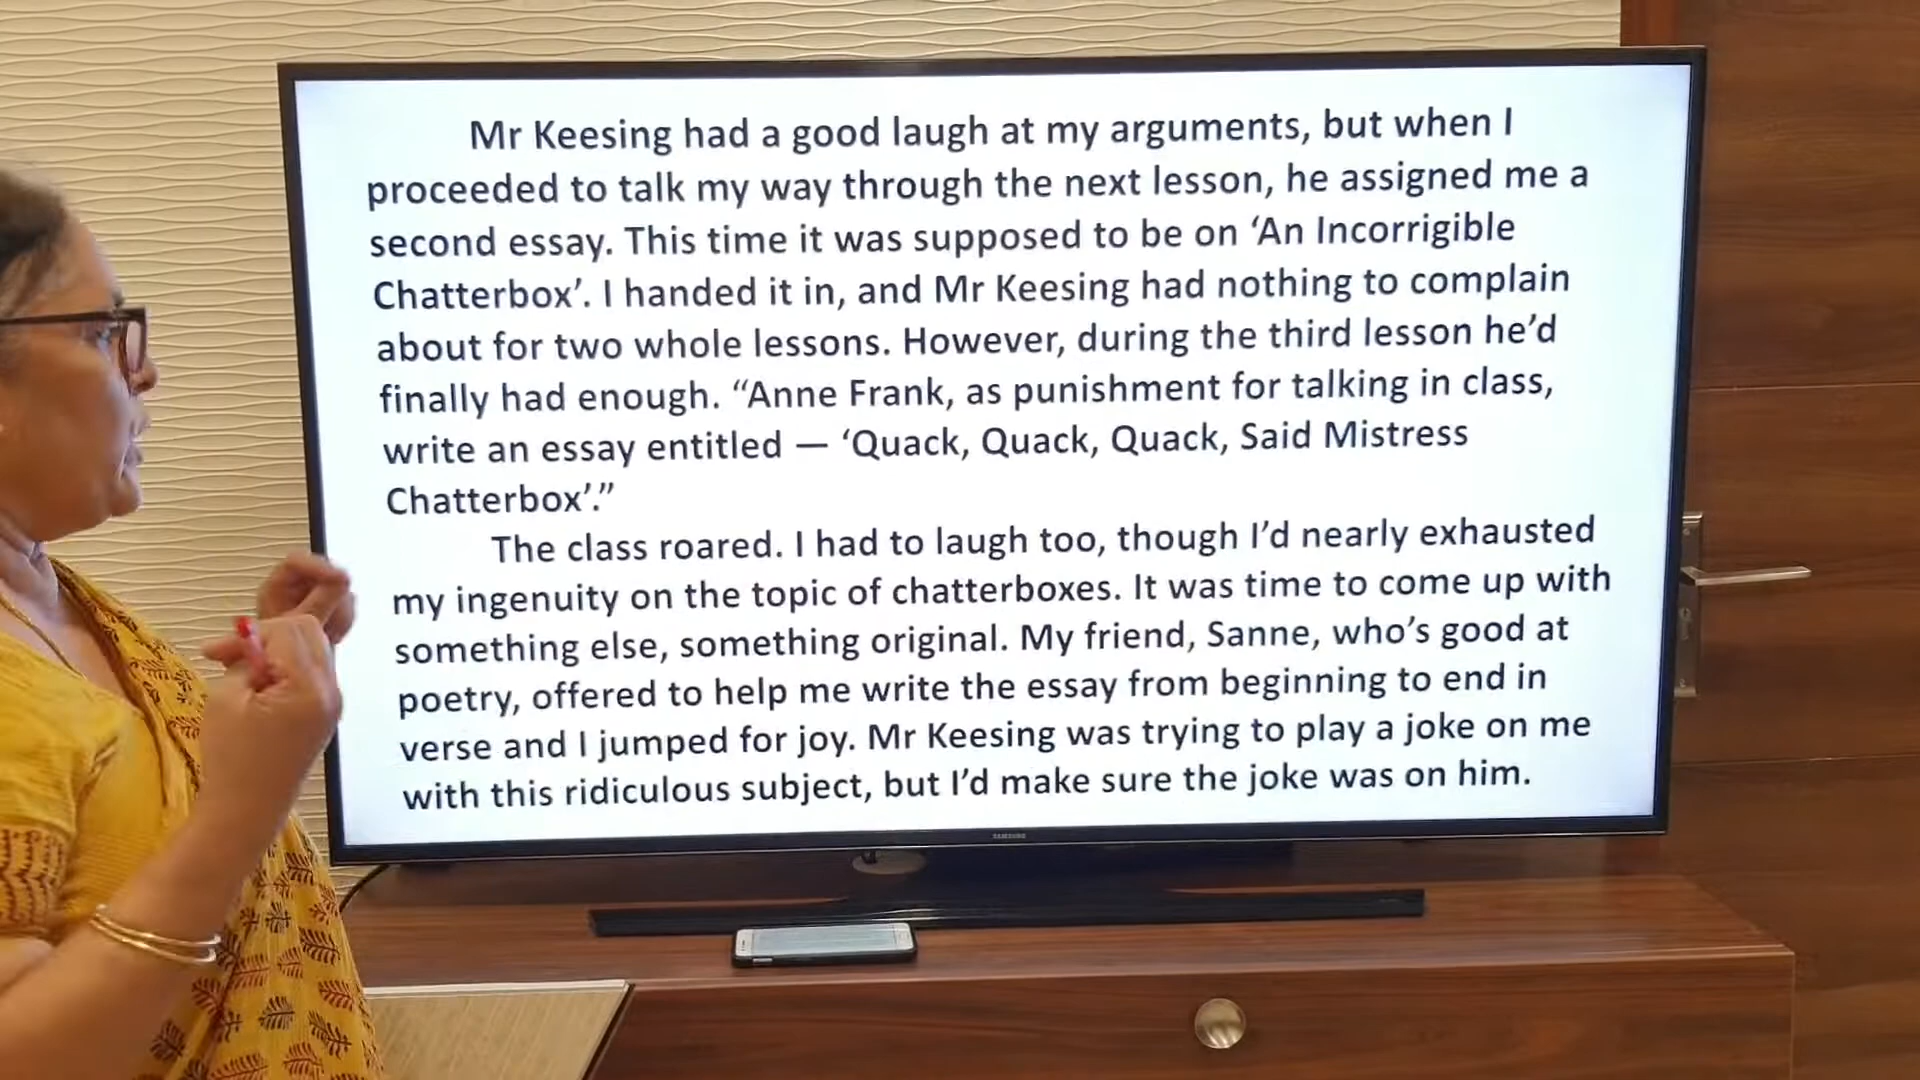 Mr Keesing had a good laugh at my arguments, but when I
proceeded to talk my way through the next lesson, he assigned me a
second essay. This time it was supposed to be on ‘An Incorrigible
Chatterbox’. I handed it in, and Mr Keesing had nothing to complain
about for two whole lessons. However, during the third lesson he’d
finally had enough. “Anne Frank, as punishment for talking in class,
write an essay entitled — ‘Quack, Quack, Quack, Said Mistress
Chatterbox’.”
The class roared. I had to laugh too, though I’d nearly exhausted
my ingenuity on the topic of chatterboxes. It was time to come up with
something else, something original. My friend, Sanne, who’s good at
poetry, offered to help me write the essay from beginning to end in
verse and I jumped for joy. Mr Keesing was trying to play a joke on me
with this ridiculous subject, but I’d make sure the joke was on him.
SAMSUNG